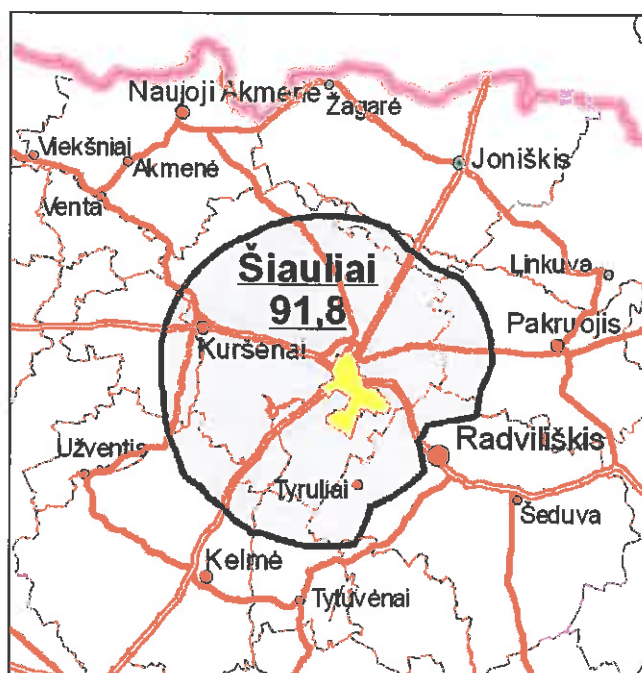 Naujoji Akmenė
Žagarė
Viekšniai
Akmenė
Joniškis
Venta
Šiauliai
91,8
Linkuva
Kuršėnai
Pakruojis
Radviliškis
Užventis
Tyruliai
Šeduva
Kelmė
Tytuvėnai